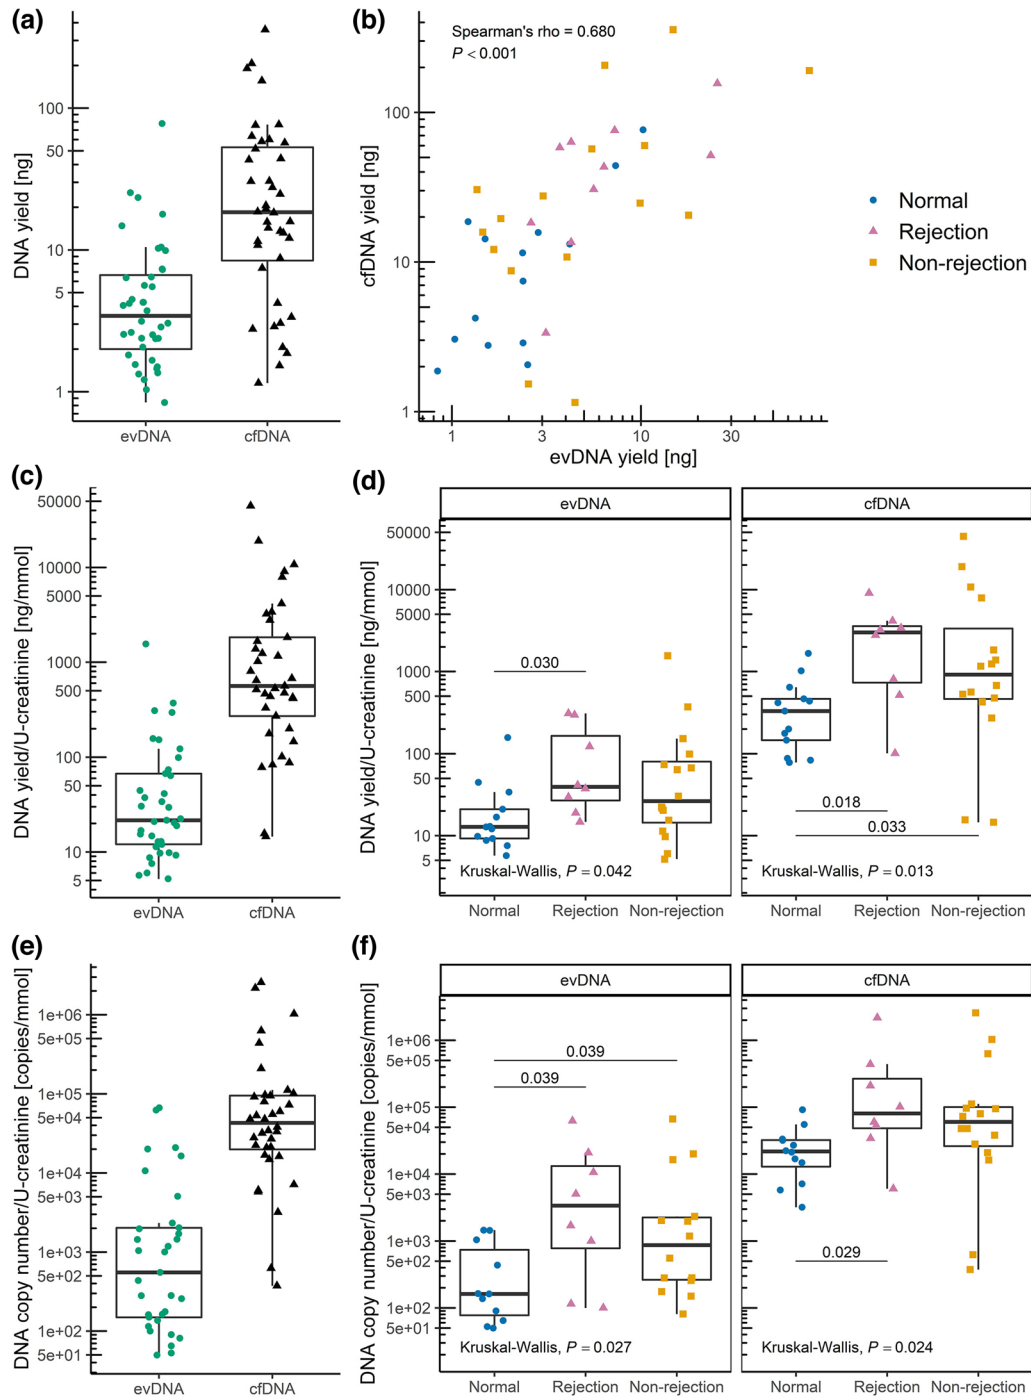 (a)
DNA yield [ng]
100
50
10
5
1
evDNA
cfDNA
(b)
Spearman's rho = 0.680
P < 0.001
cfDNA yield [ng]
100
10
1
1
3
10
30
evDNA yield [ng]
Normal
Rejection
Non-rejection
(c)
DNA yield/U-creatinine [ng/mmol]
50000
10000
5000
1000
500
100
50
10
5
evDNA
cfDNA
(d)
DNA yield/U-creatinine [ng/mmol]
50000
10000
5000
1000
500
100
50
10
5
evDNA
0.030
Kruskal-Wallis, P = 0.042
Normal
Rejection
Non-rejection
cfDNA
0.018
0.033
Kruskal-Wallis, P = 0.013
Normal
Rejection
Non-rejection
(e)
DNA copy number/U-creatinine [copies/mmol]
1e+06
5e+05
1e+05
5e+04
1e+04
5e+03
1e+03
5e+02
1e+02
5e+01
evDNA
cfDNA
(f)
DNA copy number/U-creatinine [copies/mmol]
1e+06
5e+05
1e+05
5e+04
1e+04
5e+03
1e+03
5e+02
1e+02
5e+01
evDNA
0.039
0.039
Kruskal-Wallis, P = 0.027
Normal
Rejection
Non-rejection
cfDNA
0.029
Kruskal-Wallis, P = 0.024
Normal
Rejection
Non-rejection